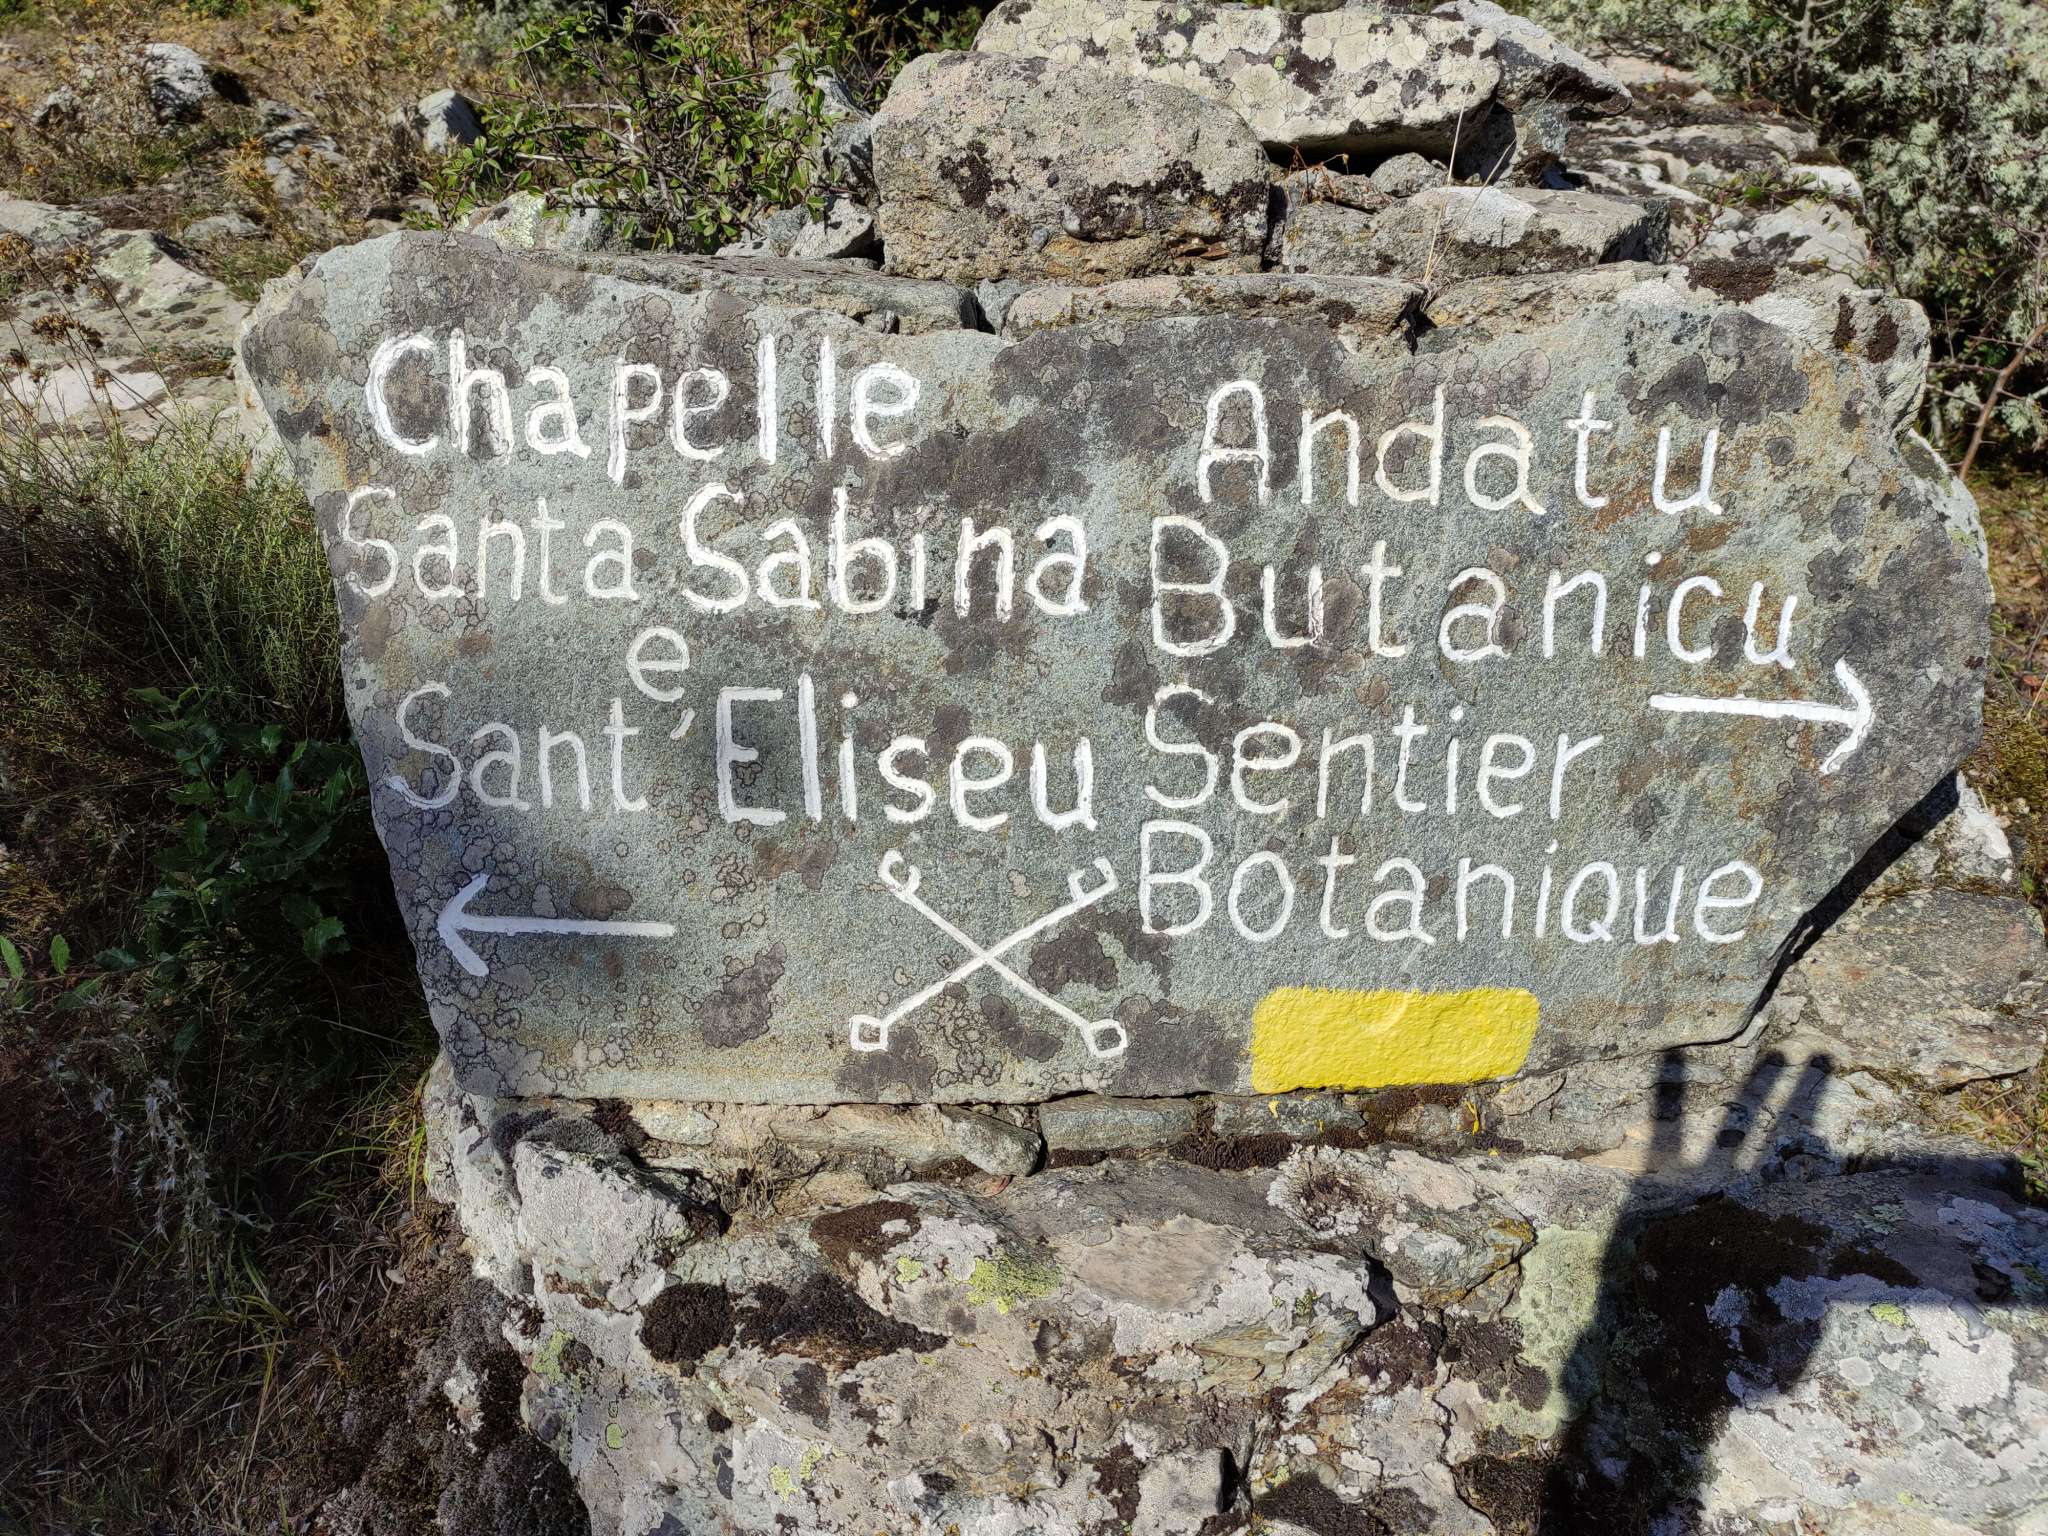 Chapelle
Santa Sabina
e
Sant'Eliseu
Andatu
Butanicu
Sentier
Botanique